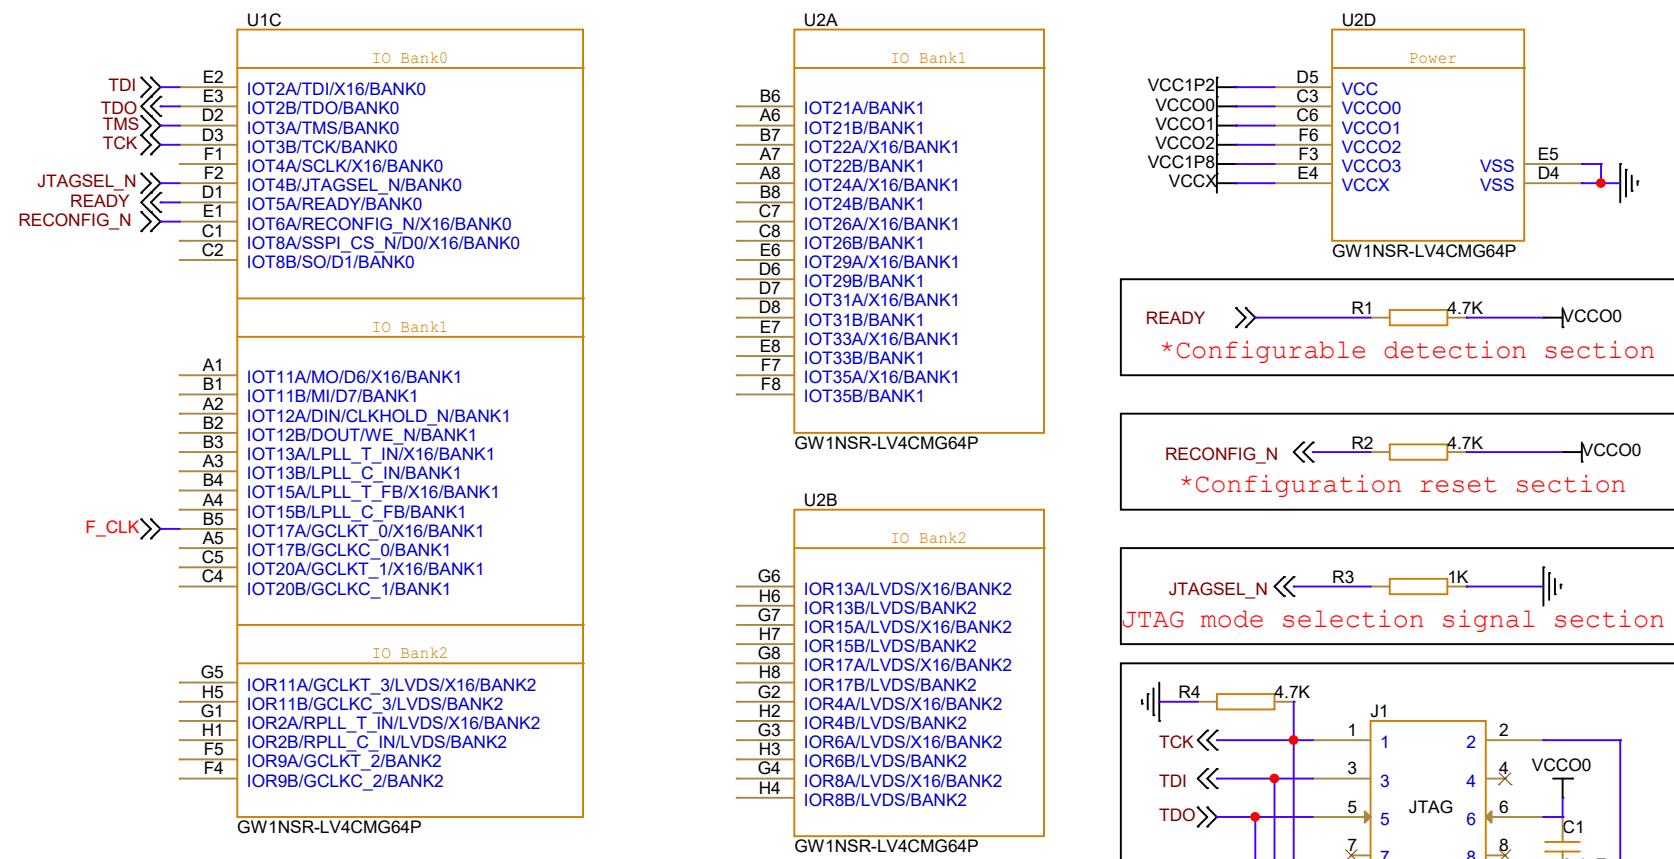 U1C
IO Bank0
TDI E2 IOT2A/TDI/X16/BANK0
TDO E3 IOT2B/TDO/BANK0
TMS D2 IOT3A/TMS/BANK0
TCK D3 IOT3B/TCK/BANK0
F1 IOT4A/SCLK/X16/BANK0
JTAGSEL_N F2 IOT4B/JTAGSEL_N/BANK0
READY D1 IOT5A/READY/BANK0
RECONFIG_N E1 IOT6A/RECONFIG_N/X16/BANK0
C1 IOT8A/SSPI_CS_N/D0/X16/BANK0
C2 IOT8B/SO/D1/BANK0
IO Bank1
A1 IOT11A/MO/D6/X16/BANK1
B1 IOT11B/MI/D7/BANK1
A2 IOT12A/DIN/CLKHOLD_N/BANK1
B2 IOT12B/DOUT/WE_N/BANK1
B3 IOT13A/LPLL_T_IN/X16/BANK1
A3 IOT13B/LPLL_C_IN/BANK1
B4 IOT15A/LPLL_T_FB/X16/BANK1
A4 IOT15B/LPLL_C_FB/BANK1
F_CLK B5 IOT17A/GCLKT_0/X16/BANK1
A5 IOT17B/GCLKC_0/BANK1
C5 IOT20A/GCLKT_1/X16/BANK1
C4 IOT20B/GCLKC_1/BANK1
IO Bank2
G5 IOR11A/GCLKT_3/LVDS/X16/BANK2
H5 IOR11B/GCLKC_3/LVDS/BANK2
G1 IOR2A/RPLL_T_IN/LVDS/X16/BANK2
H1 IOR2B/RPLL_C_IN/LVDS/BANK2
F5 IOR9A/GCLKT_2/BANK2
F4 IOR9B/GCLKC_2/BANK2
GW1NSR-LV4CMG64P
U2A
IO Bank1
B6 IOT21A/BANK1
A6 IOT21B/BANK1
B7 IOT22A/X16/BANK1
A7 IOT22B/BANK1
A8 IOT24A/X16/BANK1
B8 IOT24B/BANK1
C7 IOT26A/X16/BANK1
C8 IOT26B/BANK1
E6 IOT29A/X16/BANK1
D6 IOT29B/BANK1
D7 IOT31A/X16/BANK1
D8 IOT31B/BANK1
E7 IOT33A/X16/BANK1
E8 IOT33B/BANK1
F7 IOT35A/X16/BANK1
F8 IOT35B/BANK1
GW1NSR-LV4CMG64P
U2B
IO Bank2
G6 IOR13A/LVDS/X16/BANK2
H6 IOR13B/LVDS/BANK2
G7 IOR15A/LVDS/X16/BANK2
H7 IOR15B/LVDS/BANK2
G8 IOR17A/LVDS/X16/BANK2
H8 IOR17B/LVDS/BANK2
G2 IOR4A/LVDS/X16/BANK2
H2 IOR4B/LVDS/BANK2
G3 IOR6A/LVDS/X16/BANK2
H3 IOR6B/LVDS/BANK2
G4 IOR8A/LVDS/X16/BANK2
H4 IOR8B/LVDS/BANK2
GW1NSR-LV4CMG64P
U2D
Power
VCC1P2 D5 VCC
VCCO0 C3 VCCO0
VCCO1 C6 VCCO1
VCCO2 F6 VCCO2
VCC1P8 F3 VCCO3 VSS E5
VCCX E4 VCCX VSS D4
GW1NSR-LV4CMG64P
READY R1 4.7K VCCO0
*Configurable detection section
RECONFIG_N R2 4.7K VCCO0
*Configuration reset section
JTAGSEL_N R3 1K
JTAG mode selection signal section
R4 4.7K
J1
TCK 1 1 2 2
TDI 3 3 4 4 VCCO0
TDO 5 5 JTAG 6 6
C1
7 7 8 8